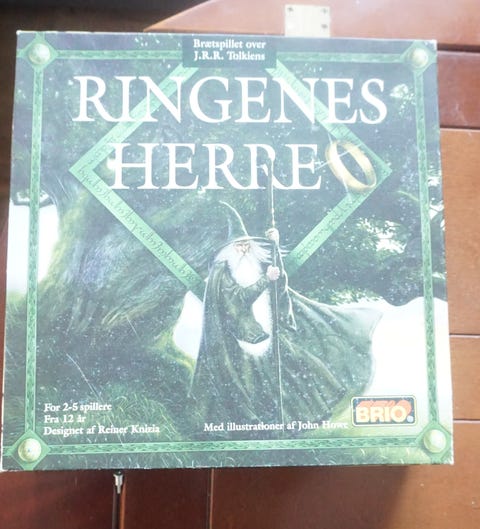 Brætspillet over
J.R.R. Tolkiens
RINGENES
HERRE
For 2-5 spillere
Fra 12 år
Designet af Reiner Knizia
Med illustrationer af John Howe
BRIO